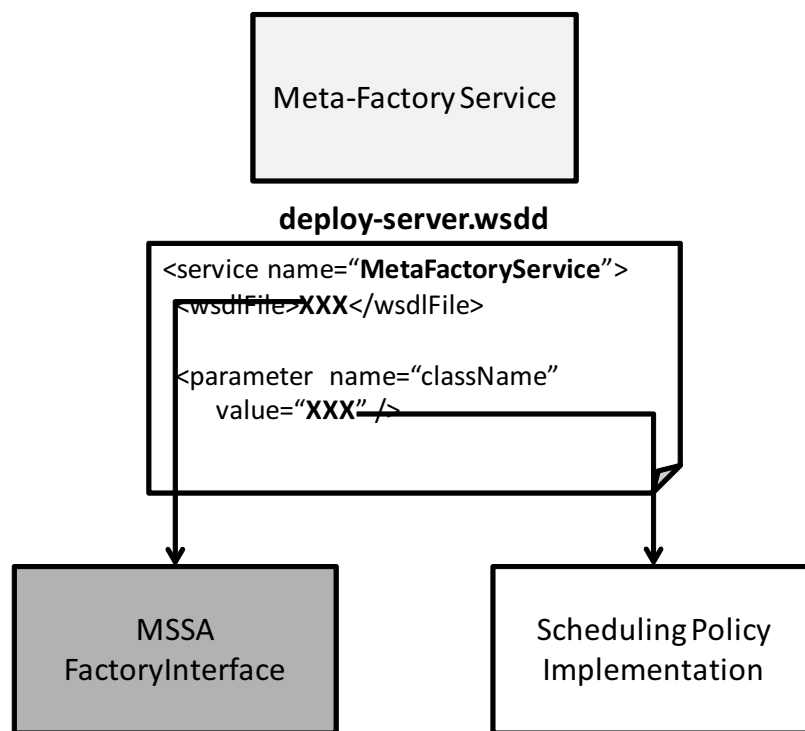 Meta-Factory Service
deploy-server.wsdd
<service name=“MetaFactoryService”>
<wsdlFile>XXX</wsdlFile>
<parameter name=“className”
value=“XXX” />
MSSA
FactoryInterface
Scheduling Policy
Implementation